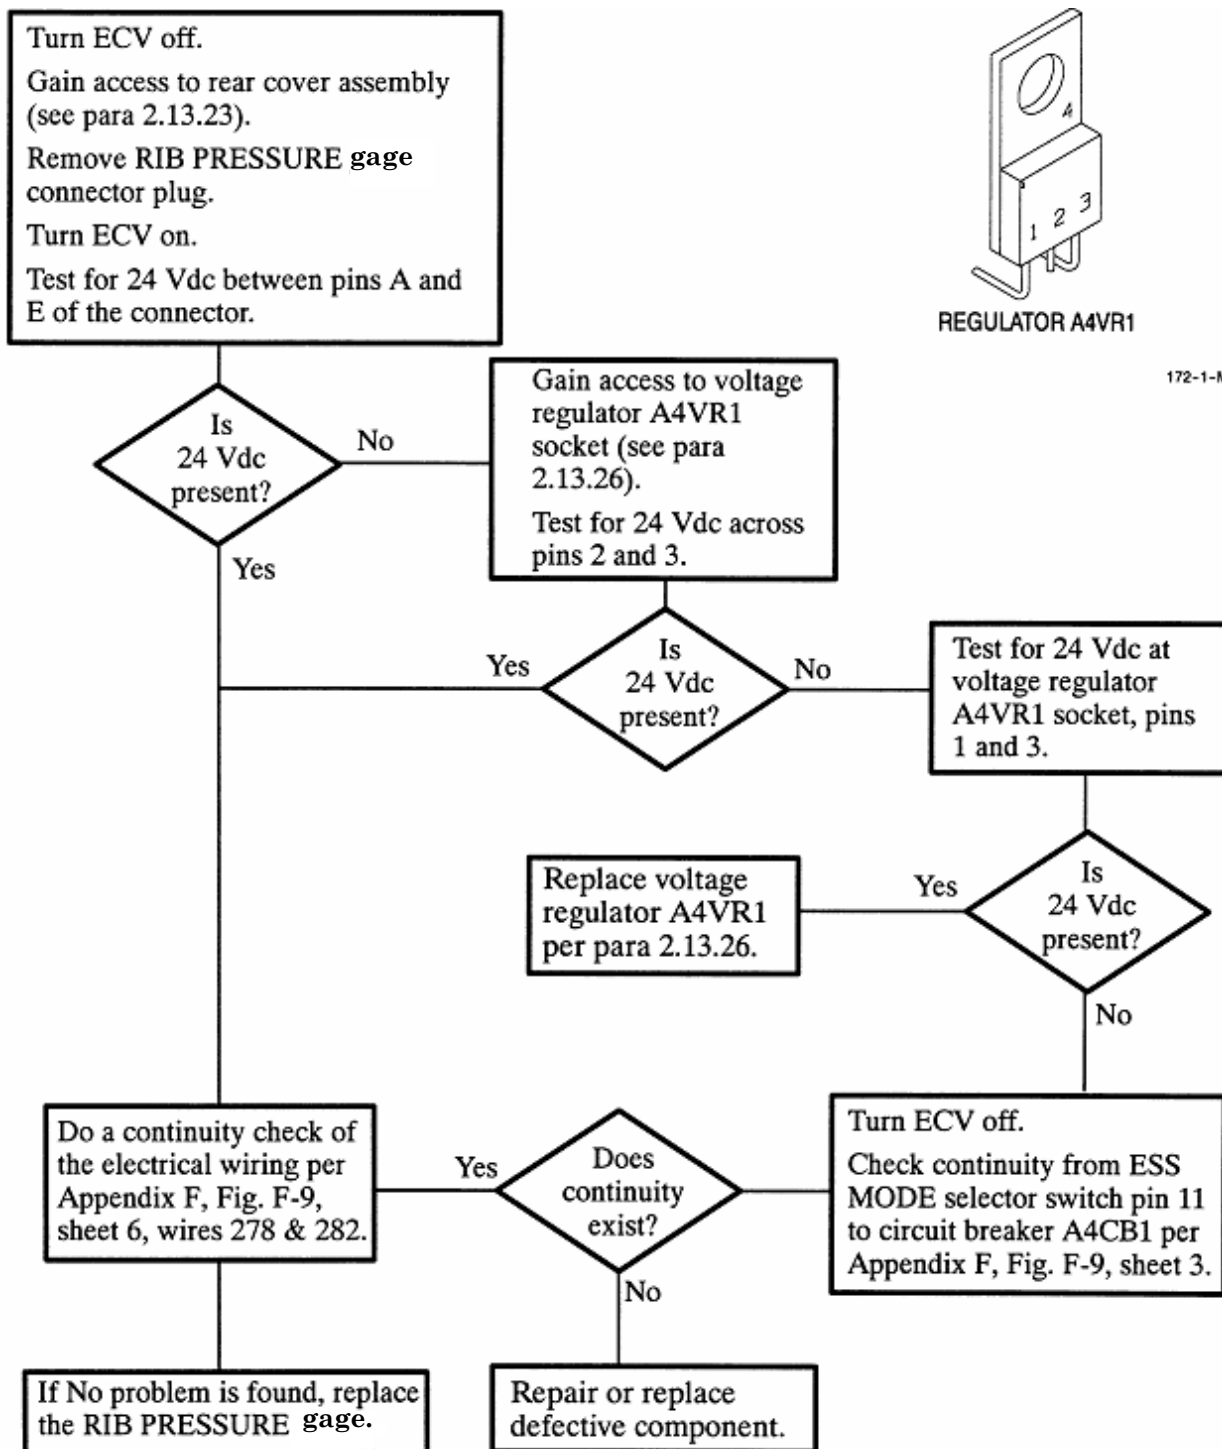 Turn ECV off.
Gain access to rear cover assembly
(see para 2.13.23).
Remove RIB PRESSURE gage
connector plug.
Turn ECV on.
Test for 24 Vdc between pins A and
E of the connector.
4
1 2 3
REGULATOR A4VR1
172-1-M
Is
24 Vdc
present?
No
Yes
Gain access to voltage
regulator A4VR1
socket (see para
2.13.26).
Test for 24 Vdc across
pins 2 and 3.
Is
24 Vdc
present?
Yes
No
Test for 24 Vdc at
voltage regulator
A4VR1 socket, pins
1 and 3.
Is
24 Vdc
present?
Yes
No
Replace voltage
regulator A4VR1
per para 2.13.26.
Turn ECV off.
Check continuity from ESS
MODE selector switch pin 11
to circuit breaker A4CB1 per
Appendix F, Fig. F-9, sheet 3.
Does
continuity
exist?
Yes
No
Do a continuity check of
the electrical wiring per
Appendix F, Fig. F-9,
sheet 6, wires 278 & 282.
If No problem is found, replace
the RIB PRESSURE gage.
Repair or replace
defective component.